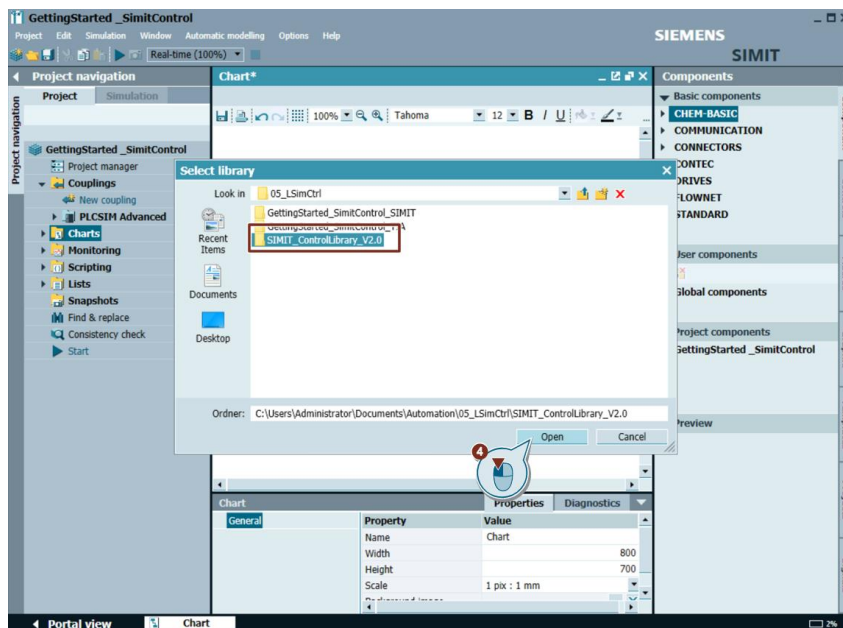 GettingStarted _SimitControl
Project Edit Simulation Window Automatic modelling Options Help
SIEMENS
Real-time (100%)
SIMIT
Project navigation
Chart*
Components
Project Simulation
Project navigation
100% Tahoma 12 B I U
GettingStarted _SimitControl
Project manager
Couplings
New coupling
PLCSIM Advanced
Charts
Monitoring
Scripting
Lists
Snapshots
Find & replace
Consistency check
Start
Basic components
CHEM-BASIC
COMMUNICATION
CONNECTORS
CONTEC
DRIVES
FLOWNET
STANDARD
User components
Global components
Project components
GettingStarted _SimitControl
Preview
Select library
Look in 05_LSimCtrl
GettingStarted_SimitControl_SIMIT
SIMIT_ControlLibrary_V2.0
Recent
Items
Documents
Desktop
Ordner: C:\Users\Administrator\Documents\Automation\05_LSimCtrl\SIMIT_ControlLibrary_V2.0
Open Cancel
4
Chart
Properties Diagnostics
General
Property Value
Name Chart
Width 800
Height 700
Scale 1 pix : 1 mm
Portal view Chart
2%